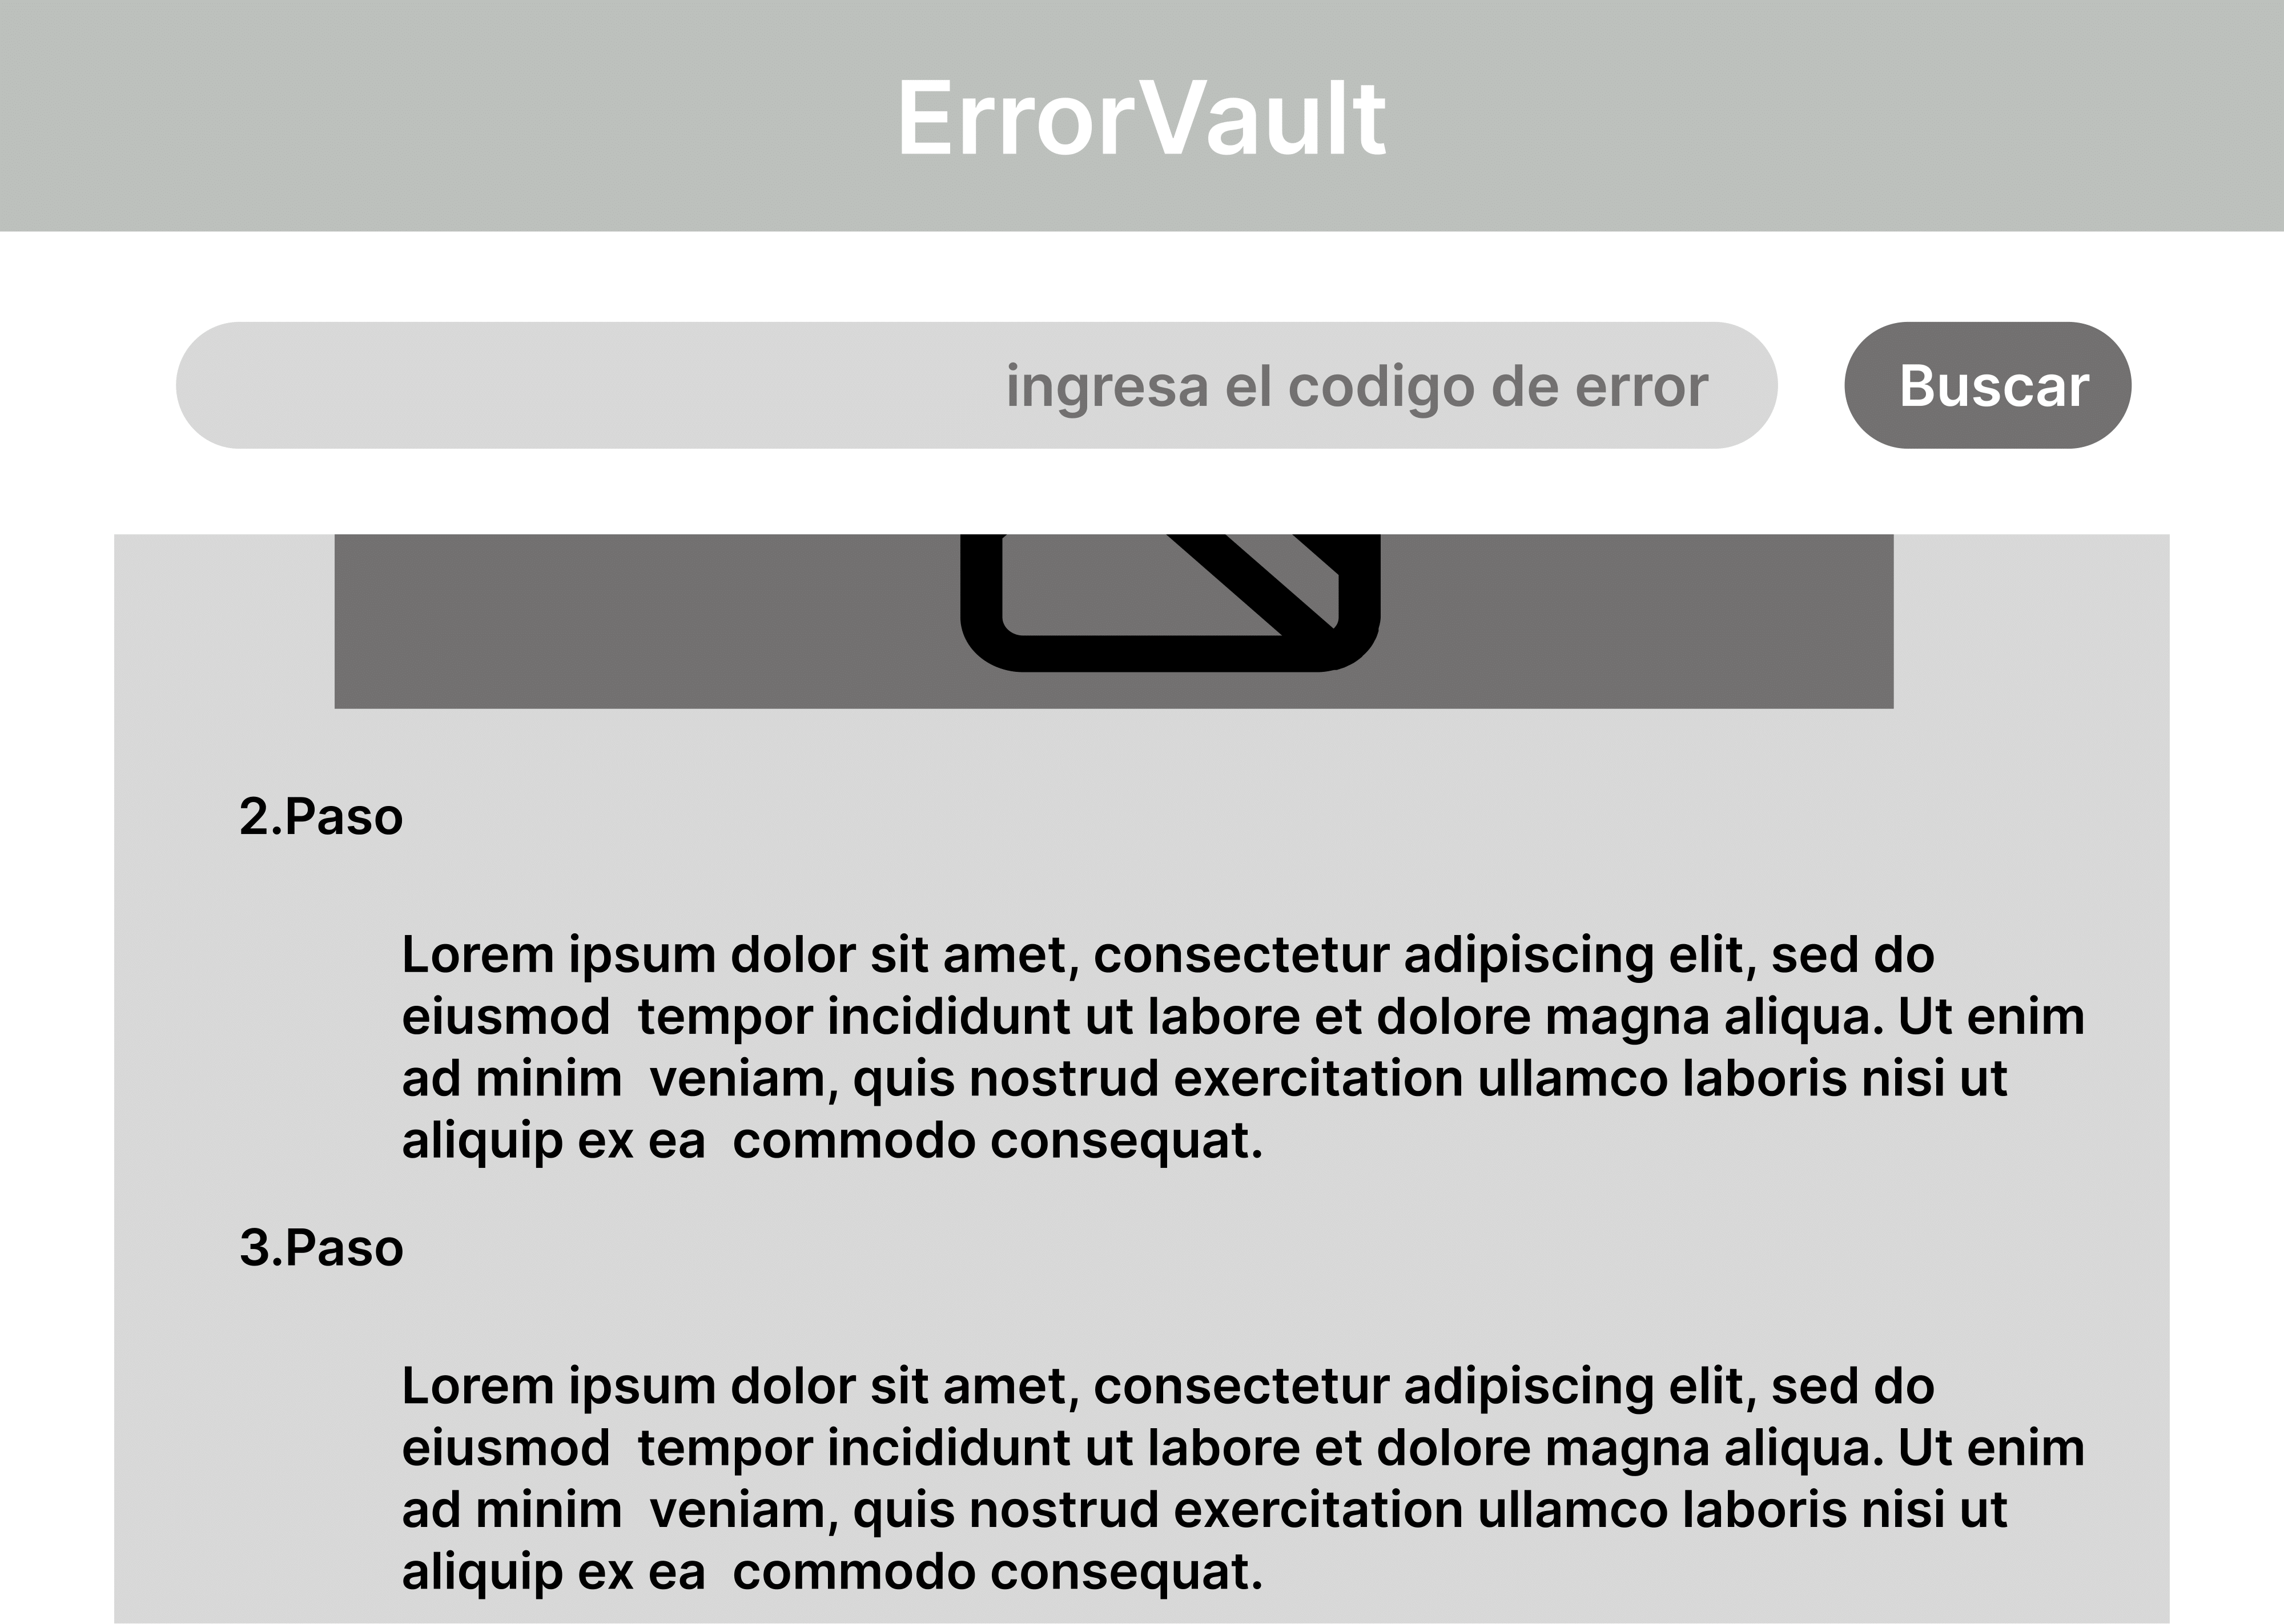 ErrorVault
ingresa el codigo de error
Buscar
2.Paso
Lorem ipsum dolor sit amet, consectetur adipiscing elit, sed do
eiusmod  tempor incididunt ut labore et dolore magna aliqua. Ut enim
ad minim  veniam, quis nostrud exercitation ullamco laboris nisi ut
aliquip ex ea  commodo consequat.
3.Paso
Lorem ipsum dolor sit amet, consectetur adipiscing elit, sed do
eiusmod  tempor incididunt ut labore et dolore magna aliqua. Ut enim
ad minim  veniam, quis nostrud exercitation ullamco laboris nisi ut
aliquip ex ea  commodo consequat.